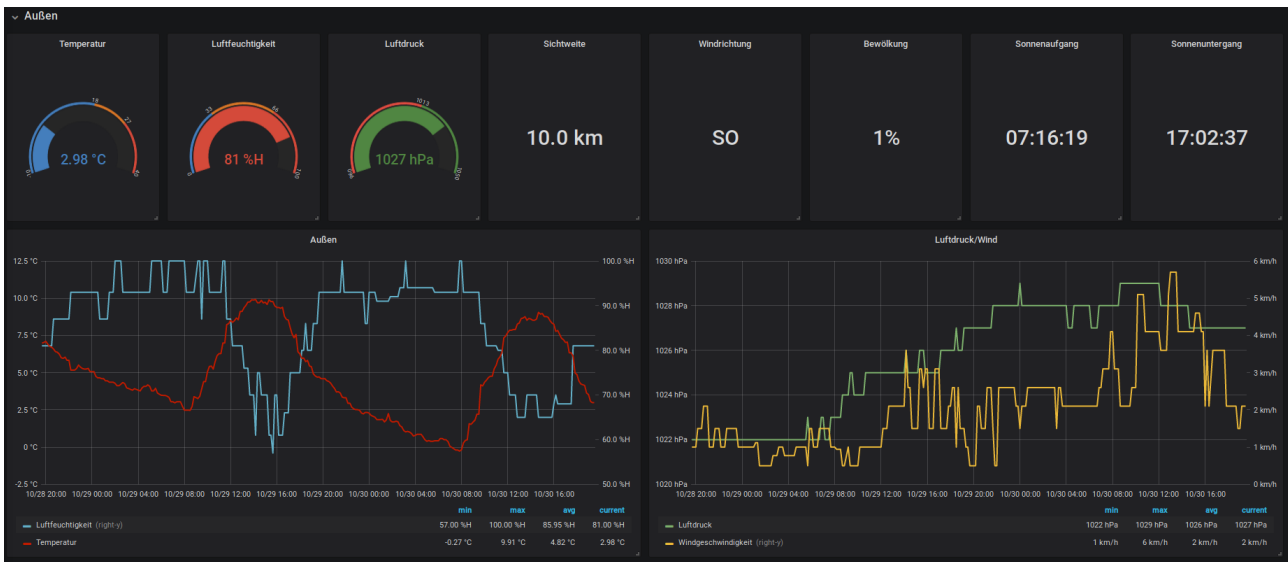 Außen
Temperatur Luftfeuchtigkeit Luftdruck Sichtweite Windrichtung Bewölkung Sonnenaufgang Sonnenuntergang
18 27 33 66 1013
2.98 °C 81 %H 1027 hPa 10.0 km SO 1% 07:16:19 17:02:37
40 0 100 1050
Außen
12.5 °C 100.0 %H
10.0 °C 90.0 %H
7.5 °C 80.0 %H
5.0 °C 70.0 %H
2.5 °C 60.0 %H
0 °C 50.0 %H
-2.5 °C
10/28 20:00 10/29 00:00 10/29 04:00 10/29 08:00 10/29 12:00 10/29 16:00 10/29 20:00 10/30 00:00 10/30 04:00 10/30 08:00 10/30 12:00 10/30 16:00
min max avg current
Luftfeuchtigkeit (right-y) 57.00 %H 100.00 %H 85.95 %H 81.00 %H
Temperatur -0.27 °C 9.91 °C 4.82 °C 2.98 °C
Luftdruck/Wind
1030 hPa 6 km/h
1028 hPa 5 km/h
1026 hPa 4 km/h
1024 hPa 3 km/h
1022 hPa 2 km/h
1020 hPa 1 km/h
0 km/h
10/28 20:00 10/29 00:00 10/29 04:00 10/29 08:00 10/29 12:00 10/29 16:00 10/29 20:00 10/30 00:00 10/30 04:00 10/30 08:00 10/30 12:00 10/30 16:00
min max avg current
Luftdruck 1022 hPa 1029 hPa 1026 hPa 1027 hPa
Windgeschwindigkeit (right-y) 1 km/h 6 km/h 2 km/h 2 km/h